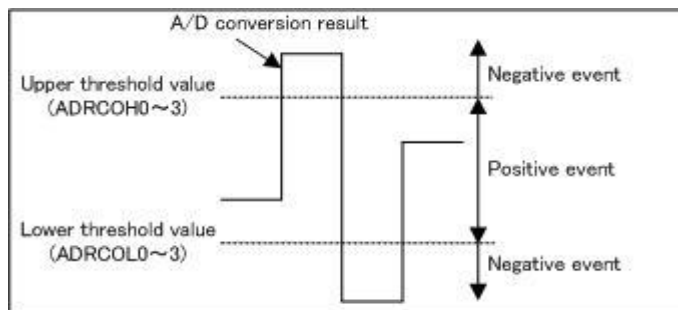 A/D conversion result
Upper threshold value
(ADRCOH0～3)
Negative event
Positive event
Lower threshold value
(ADRCOL0～3)
Negative event